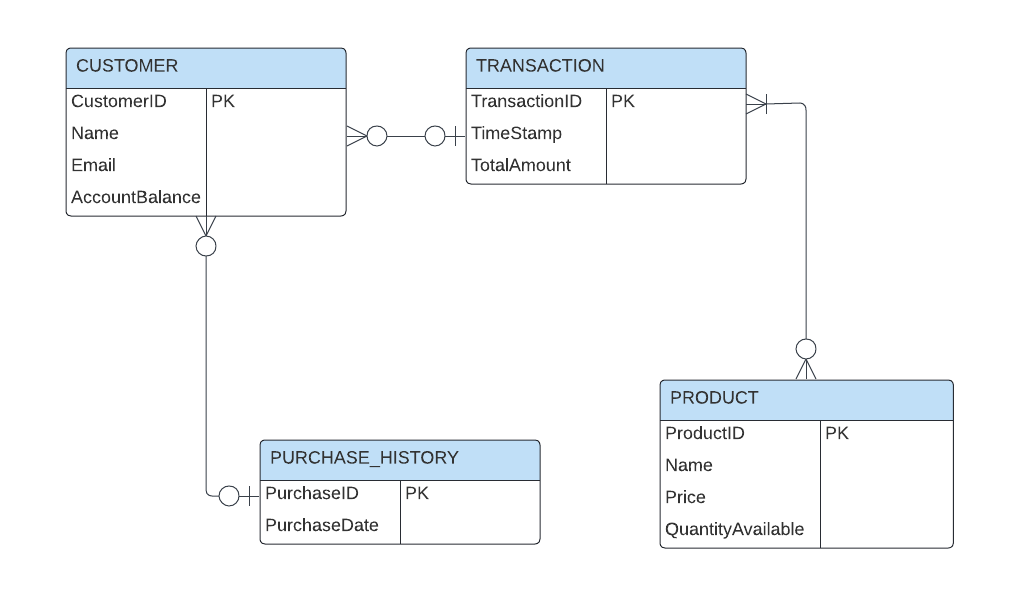 CUSTOMER
CustomerID PK
Name
Email
AccountBalance
TRANSACTION
TransactionID PK
TimeStamp
TotalAmount
PURCHASE_HISTORY
PurchaseID PK
PurchaseDate
PRODUCT
ProductID PK
Name
Price
QuantityAvailable